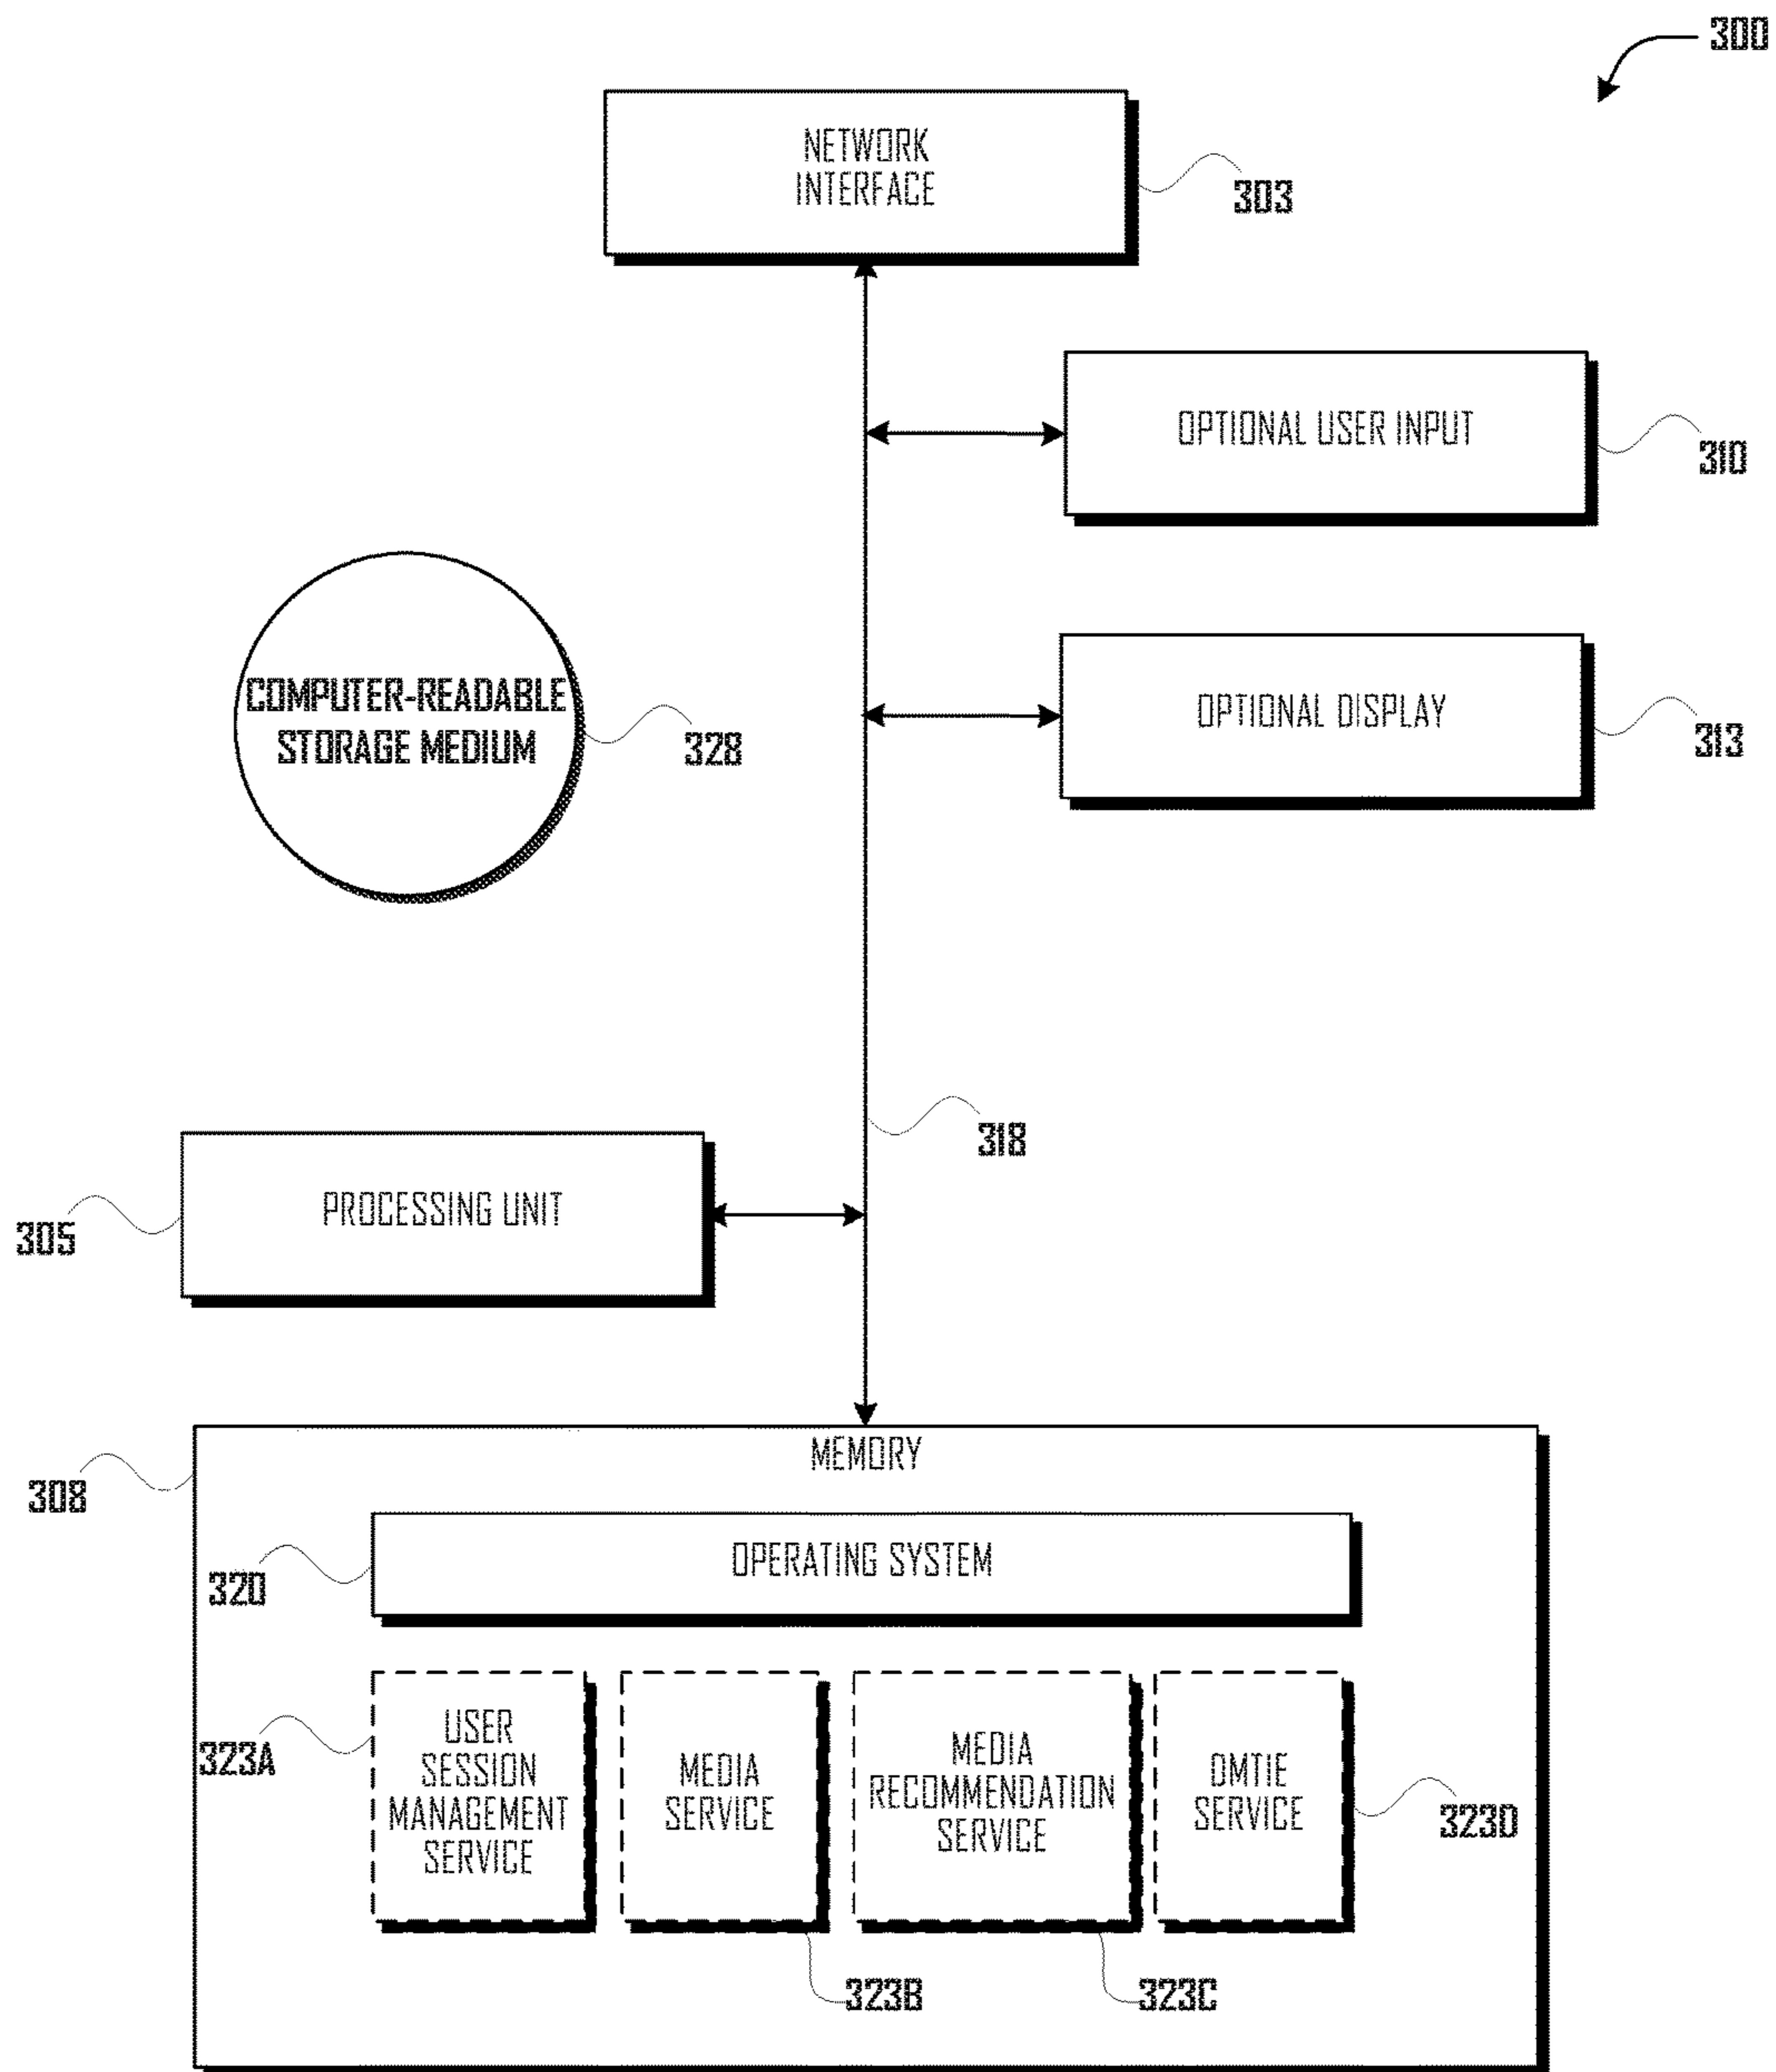 300
NETWORK
INTERFACE
303
OPTIONAL USER INPUT
310
COMPUTER-READABLE
STORAGE MEDIUM
328
OPTIONAL DISPLAY
313
318
PROCESSING UNIT
305
MEMORY
308
OPERATING SYSTEM
320
USER
SESSION
MANAGEMENT
SERVICE
323A
MEDIA
SERVICE
323B
MEDIA
RECOMMENDATION
SERVICE
323C
OMTIE
SERVICE
323D